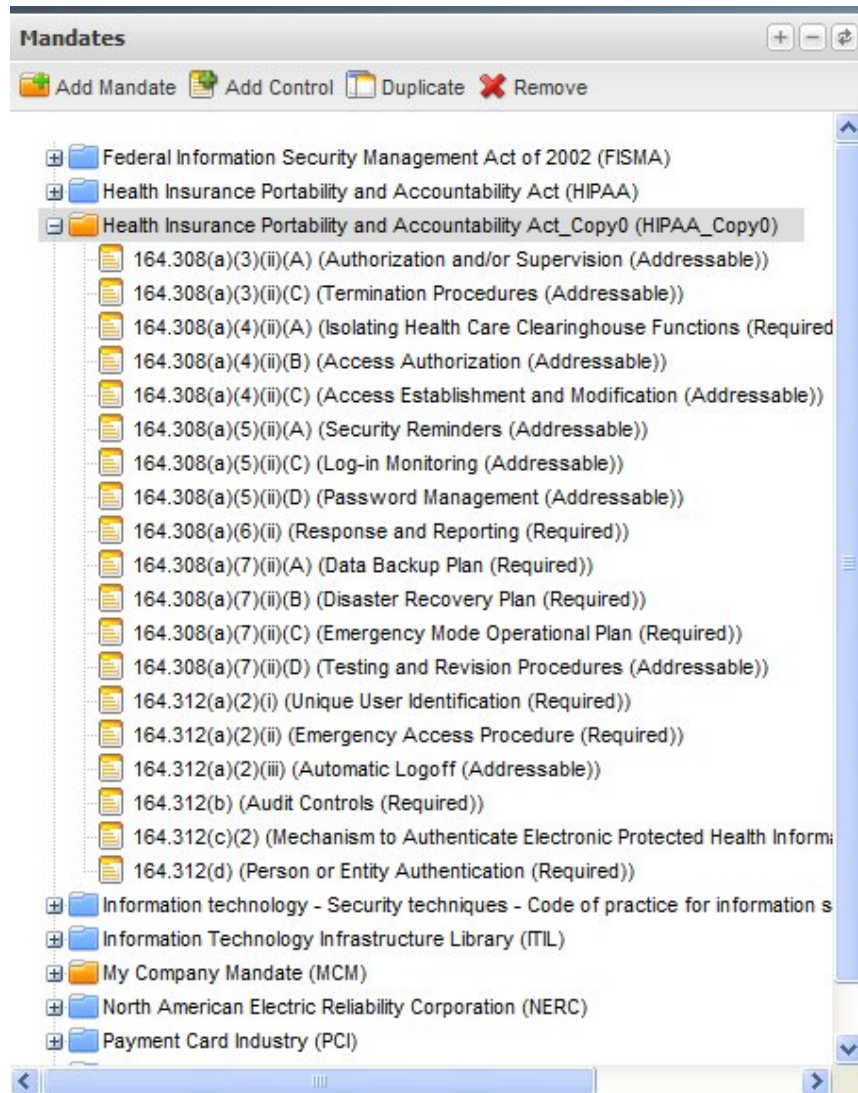 Mandates
Add Mandate Add Control Duplicate Remove
Federal Information Security Management Act of 2002 (FISMA)
Health Insurance Portability and Accountability Act (HIPAA)
Health Insurance Portability and Accountability Act_Copy0 (HIPAA_Copy0)
164.308(a)(3)(ii)(A) (Authorization and/or Supervision (Addressable))
164.308(a)(3)(ii)(C) (Termination Procedures (Addressable))
164.308(a)(4)(ii)(A) (Isolating Health Care Clearinghouse Functions (Required
164.308(a)(4)(ii)(B) (Access Authorization (Addressable))
164.308(a)(4)(ii)(C) (Access Establishment and Modification (Addressable))
164.308(a)(5)(ii)(A) (Security Reminders (Addressable))
164.308(a)(5)(ii)(C) (Log-in Monitoring (Addressable))
164.308(a)(5)(ii)(D) (Password Management (Addressable))
164.308(a)(6)(ii) (Response and Reporting (Required))
164.308(a)(7)(ii)(A) (Data Backup Plan (Required))
164.308(a)(7)(ii)(B) (Disaster Recovery Plan (Required))
164.308(a)(7)(ii)(C) (Emergency Mode Operational Plan (Required))
164.308(a)(7)(ii)(D) (Testing and Revision Procedures (Addressable))
164.312(a)(2)(i) (Unique User Identification (Required))
164.312(a)(2)(ii) (Emergency Access Procedure (Required))
164.312(a)(2)(iii) (Automatic Logoff (Addressable))
164.312(b) (Audit Controls (Required))
164.312(c)(2) (Mechanism to Authenticate Electronic Protected Health Informa
164.312(d) (Person or Entity Authentication (Required))
Information technology - Security techniques - Code of practice for information s
Information Technology Infrastructure Library (ITIL)
My Company Mandate (MCM)
North American Electric Reliability Corporation (NERC)
Payment Card Industry (PCI)